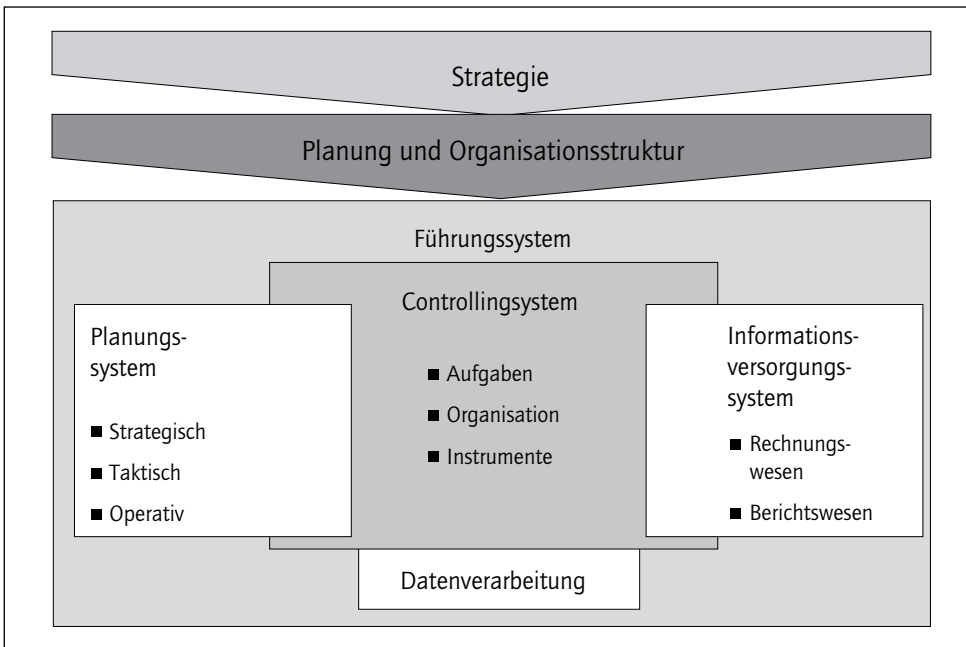 Strategie
Planung und Organisationsstruktur
Führungssystem
Controllingsystem
■ Aufgaben
■ Organisation
■ Instrumente
Planungs-
system
■ Strategisch
■ Taktisch
■ Operativ
Informations-
versorgungs-
system
■ Rechnungs-
wesen
■ Berichtswesen
Datenverarbeitung